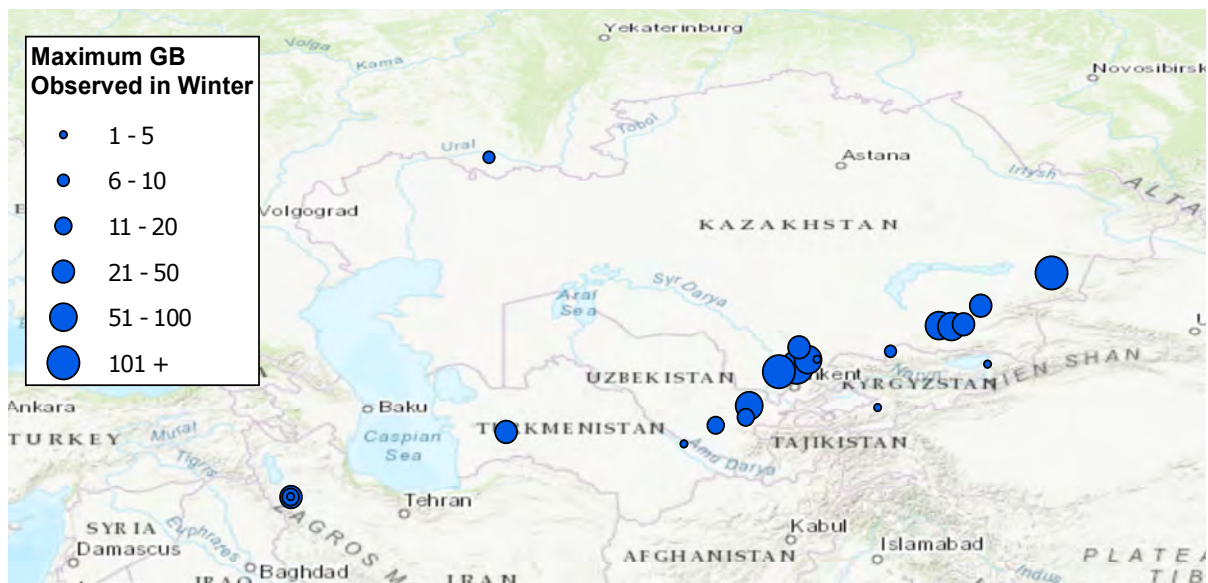 Maximum GB
Observed in Winter
1 - 5
6 - 10
11 - 20
21 - 50
51 - 100
101 +
Yekaterinburg
Volga
Kama
Novosibirsk
Tobol
Ural
Astana
Irtysh
ALTA
Volgograd
KAZAKHSTAN
Syr Darya
Aral
Sea
UZBEKISTAN
hkent
Naryn
KYRGYZSTAN
TIEN SHAN
Ankara
Baku
TURKEY
Murat
Caspian
Sea
TURKMENISTAN
Amu Darya
TAJIKISTAN
Tigris
Tehran
ZAGROS M
SYRIA
Euphrates
Damascus
Baghdad
IRAQ
IRAN
Kabul
AFGHANISTAN
Islamabad
Indus
PLATEA
TIB